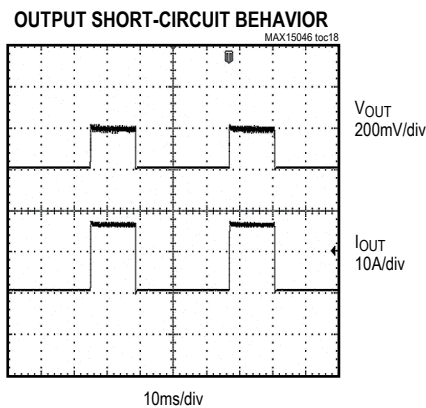 OUTPUT SHORT-CIRCUIT BEHAVIOR
MAX15046 toc18
VOUT
200mV/div
IOUT
10A/div
10ms/div